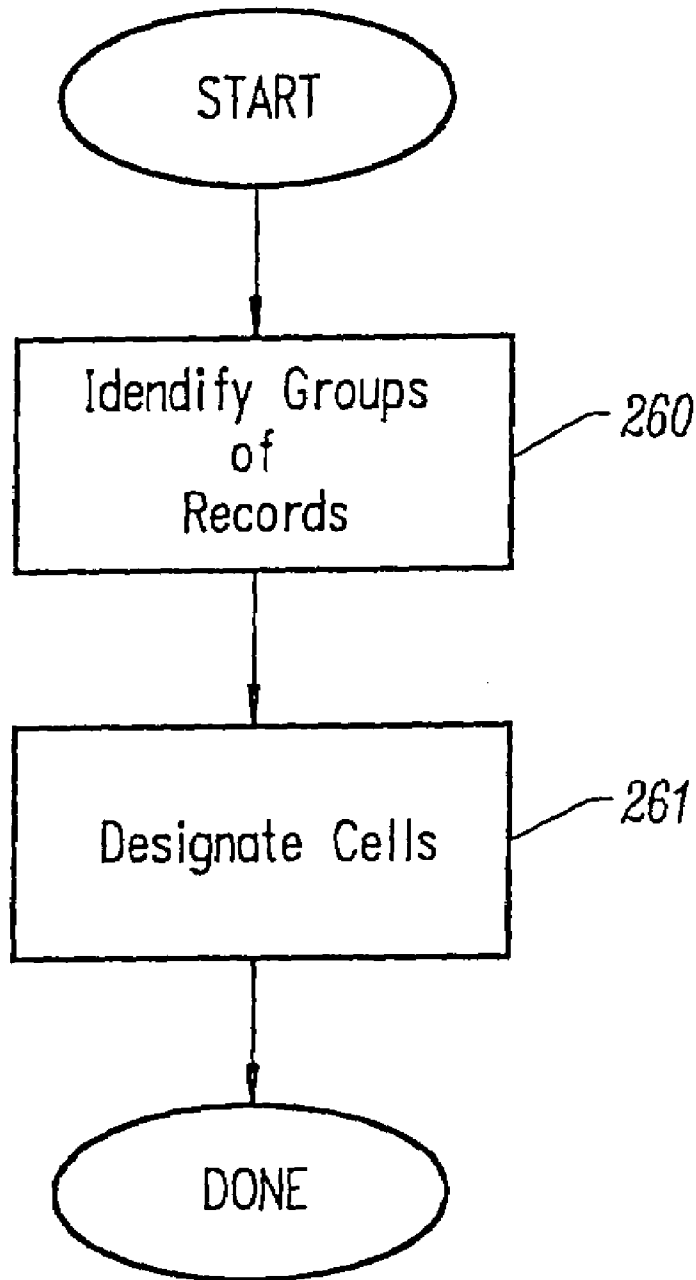 START
Idendify Groups
of
Records
260
Designate Cells
261
DONE